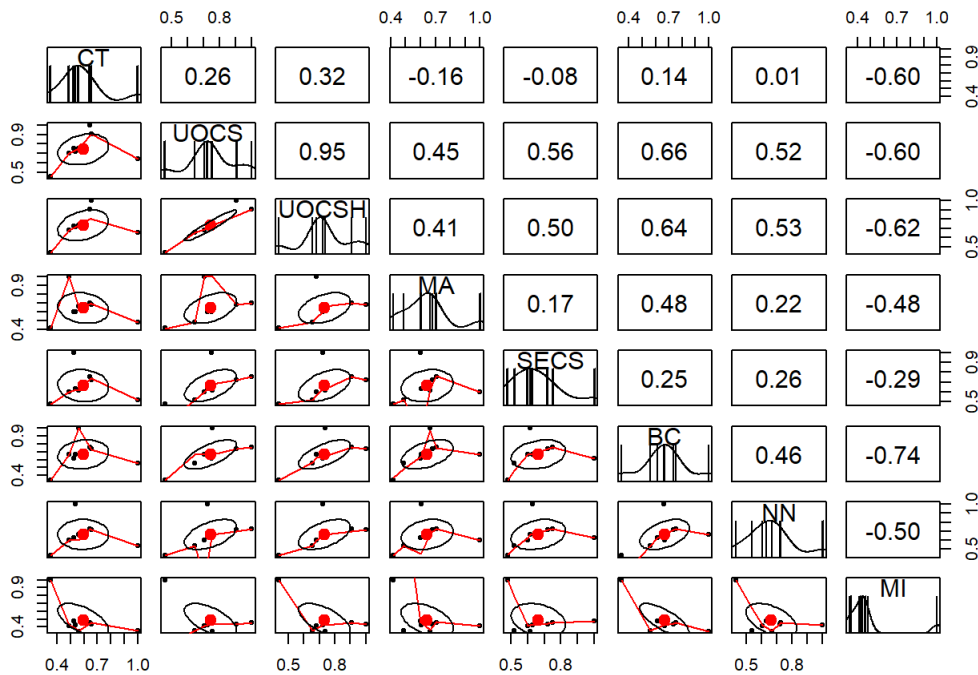 0.5 0.8 0.4 0.7 1.0 0.4 0.7 1.0 0.4 0.7 1.0
CT 0.26 0.32 -0.16 -0.08 0.14 0.01 -0.60 0.4 0.9
0.5 0.9 UOCS 0.95 0.45 0.56 0.66 0.52 -0.60
UOCSH 0.41 0.50 0.64 0.53 -0.62 0.5 1.0
0.4 0.9 MA 0.17 0.48 0.22 -0.48
SECS 0.25 0.26 -0.29 0.5 1.0
0.4 0.9 BC 0.46 -0.74
NN -0.50 0.5 1.0
0.4 0.9 MI
0.4 0.7 1.0 0.5 0.8 0.5 0.8 0.5 0.8